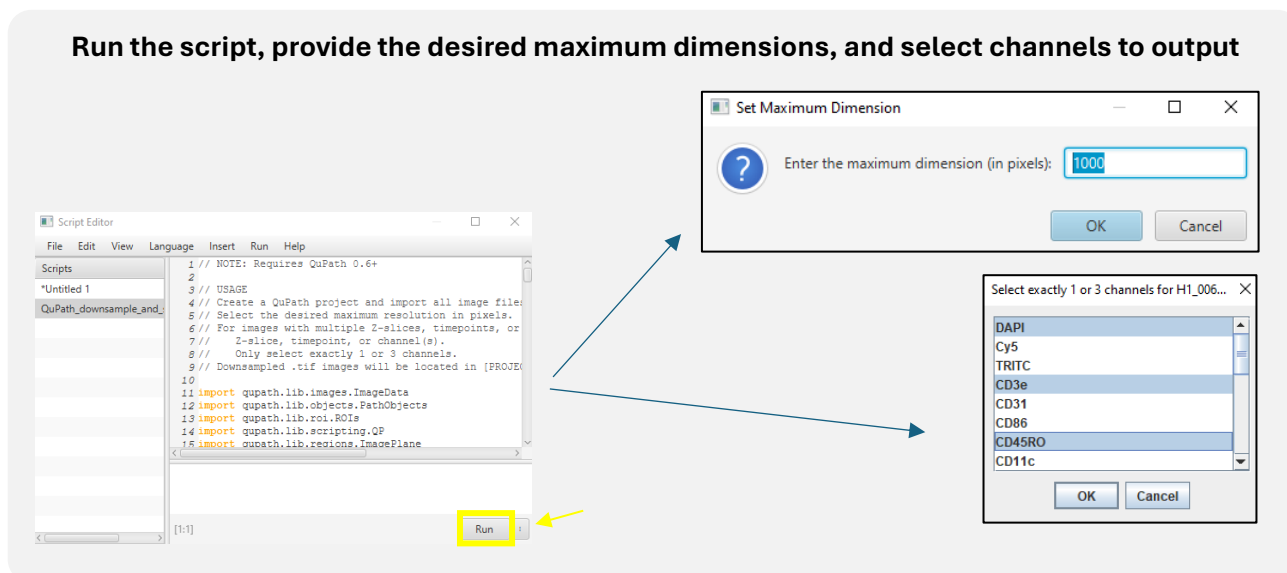 Run the script, provide the desired maximum dimensions, and select channels to output
Set Maximum Dimension
Enter the maximum dimension (in pixels): 1000
OK Cancel
Script Editor
File Edit View Language Insert Run Help
Scripts
*Untitled 1
QuPath_downsample_and_
1 // NOTE: Requires QuPath 0.6+
2
3 // USAGE
4 // Create a QuPath project and import all image file
5 // Select the desired maximum resolution in pixels.
6 // For images with multiple Z-slices, timepoints, or
7 // Z-slice, timepoint, or channel(s).
8 // Only select exactly 1 or 3 channels.
9 // Downsampled .tif images will be located in [PROJE
10
11 import qupath.lib.images.ImageData
12 import qupath.lib.objects.PathObjects
13 import qupath.lib.roi.ROIs
14 import qupath.lib.scripting.QP
15 import qupath.lib.regions.ImagePlane
[1:1]
Run
Select exactly 1 or 3 channels for H1_006...
DAPI
Cy5
TRITC
CD3e
CD31
CD86
CD45RO
CD11c
OK Cancel